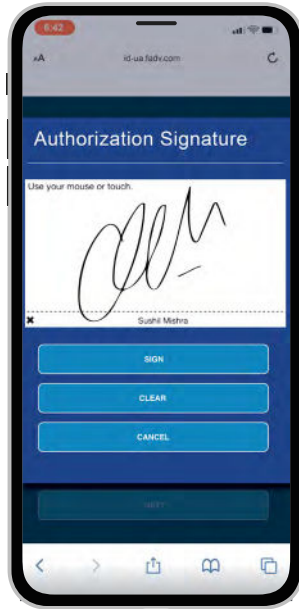 6:42
AA
id-ua.fadv.com
Authorization Signature
Use your mouse or touch.
✖
Sushil Mishra
SIGN
CLEAR
CANCEL
NEXT